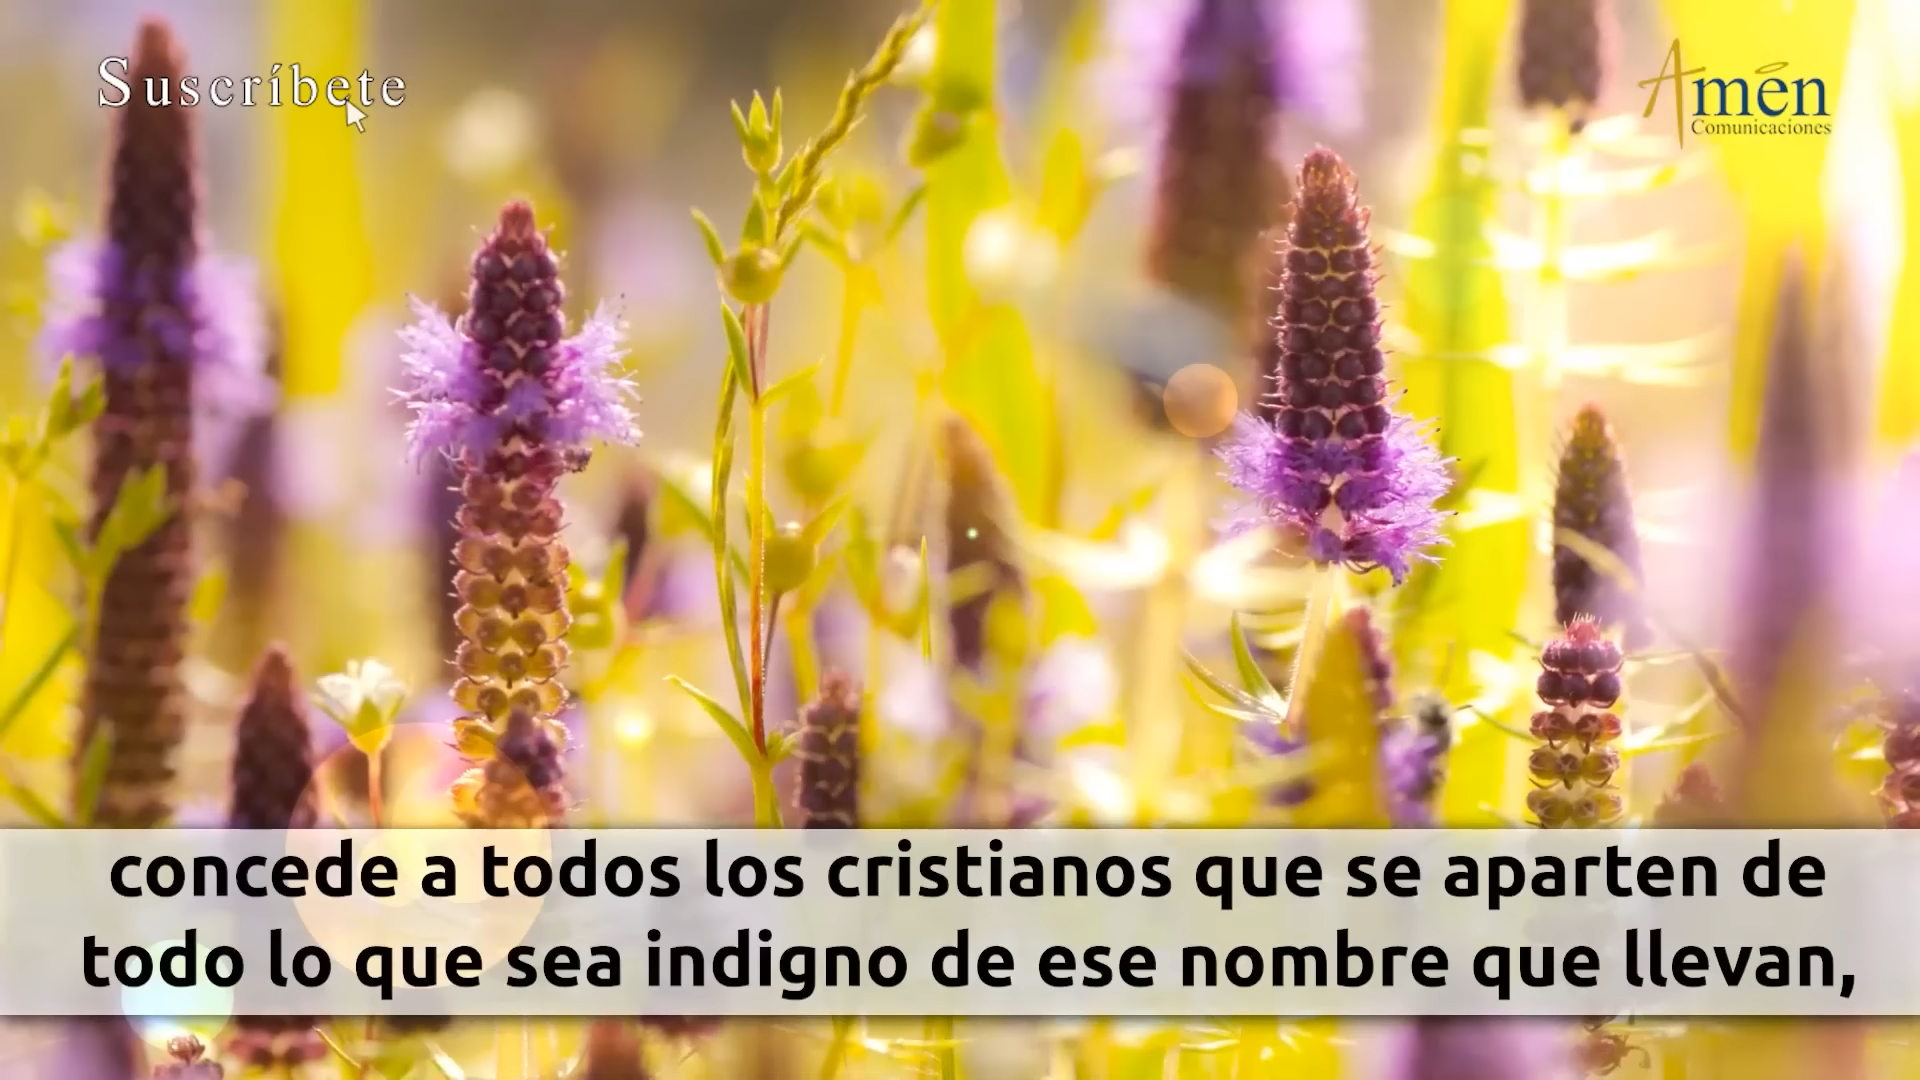 Suscríbete
Amén
Comunicaciones
concede a todos los cristianos que se aparten de
todo lo que sea indigno de ese nombre que llevan,